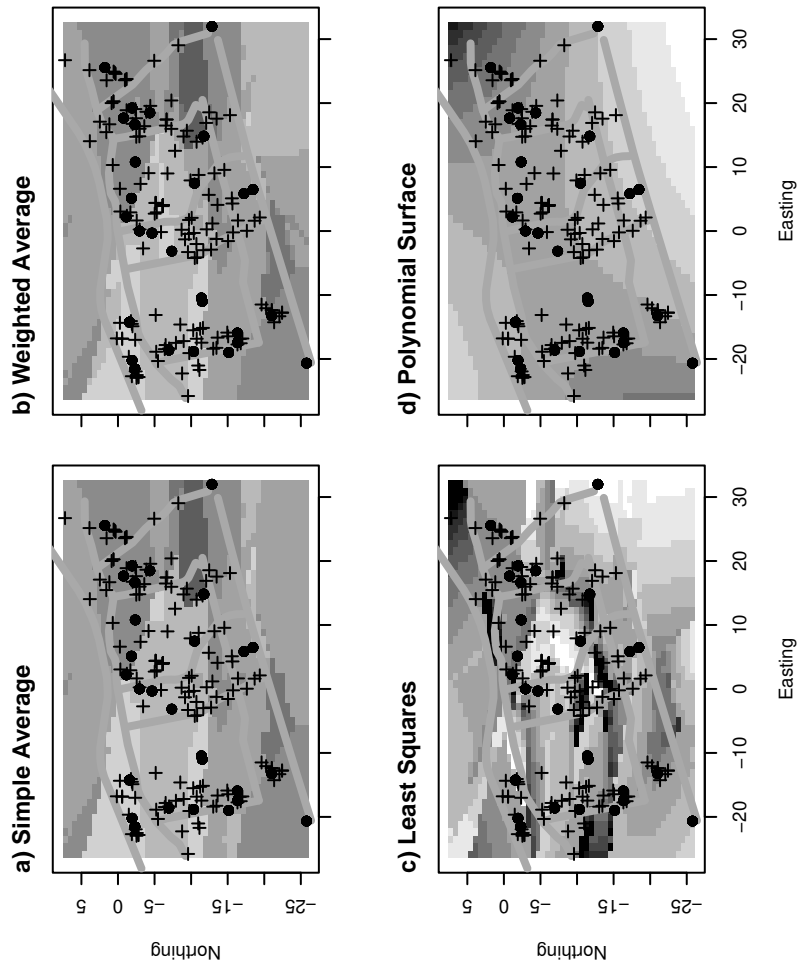 a) Simple Average
b) Weighted Average
Northing
5
0
−5
−15
−25
c) Least Squares
d) Polynomial Surface
Northing
5
0
−5
−15
−25
−20 −10 0 10 20 30
−20 −10 0 10 20 30
Easting
Easting